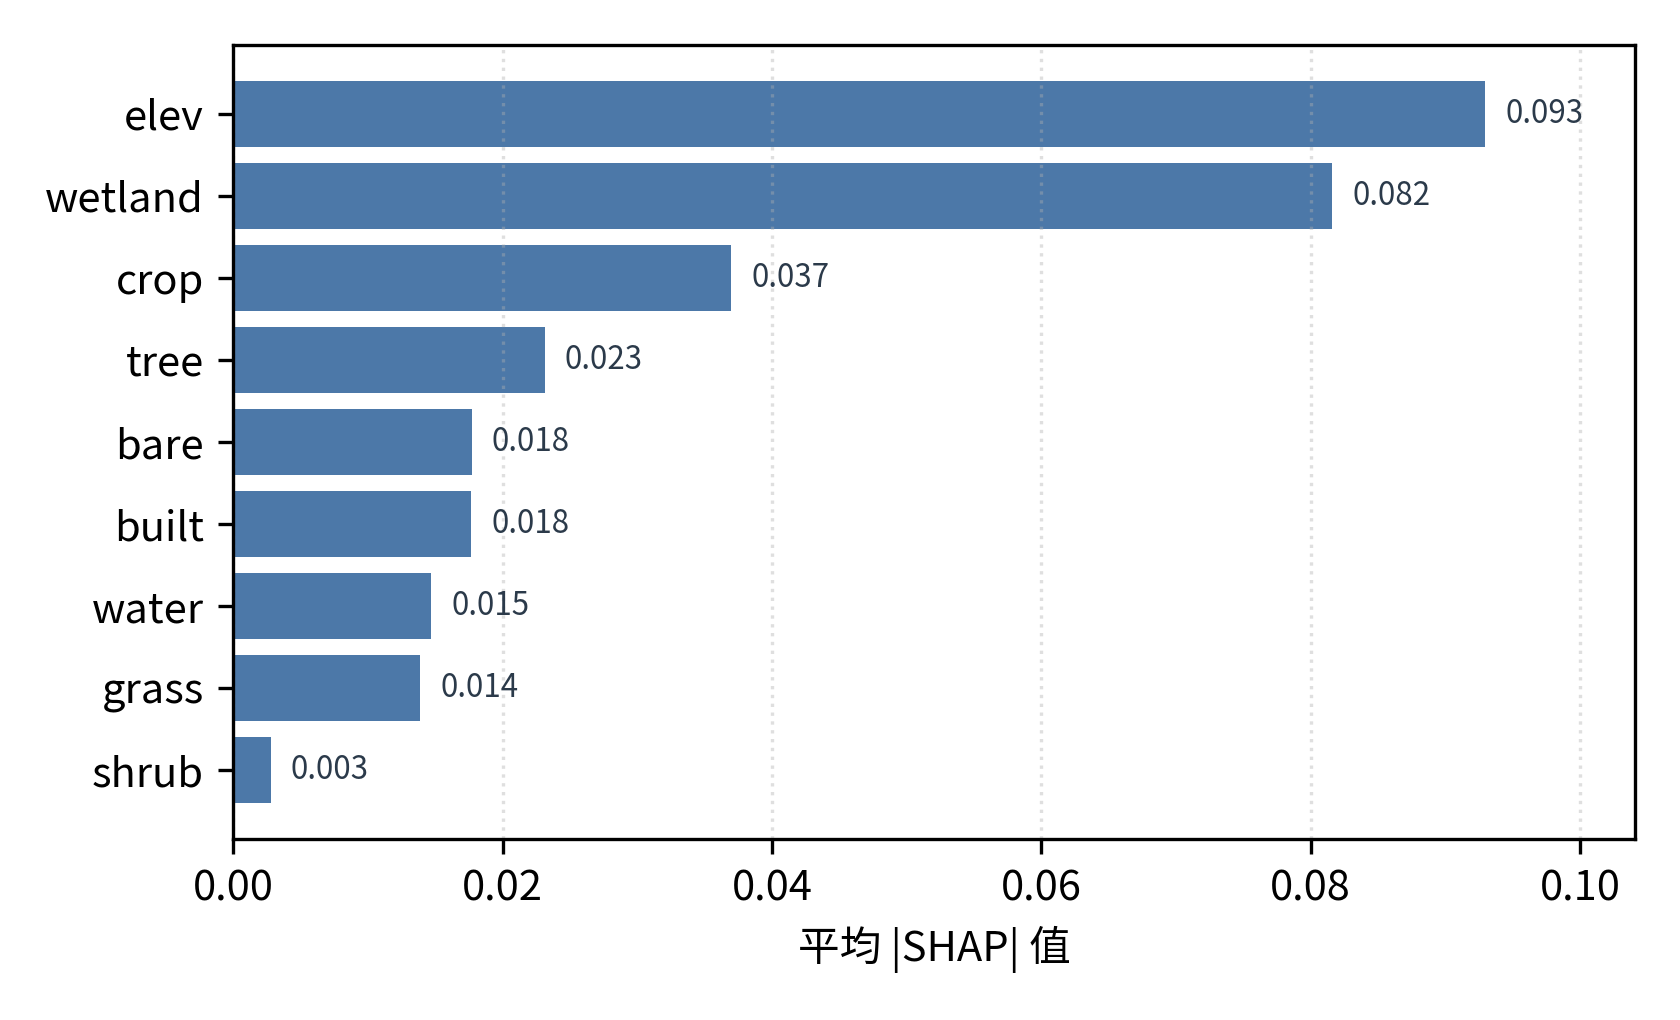 elev 0.093
wetland 0.082
crop 0.037
tree 0.023
bare 0.018
built 0.018
water 0.015
grass 0.014
shrub 0.003
0.00 0.02 0.04 0.06 0.08 0.10
平均 |SHAP| 值